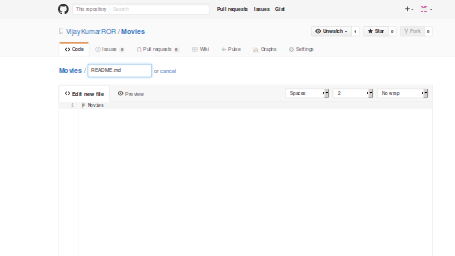 This repository Search Pull requests Issues Gist
VijayKumarROR / Movies Unwatch 1 Star 0 Fork 0
Code Issues 0 Pull requests 0 Wiki Pulse Graphs Settings
Movies / README.md or cancel
Edit new file Preview Spaces 2 No wrap
1 # Movies